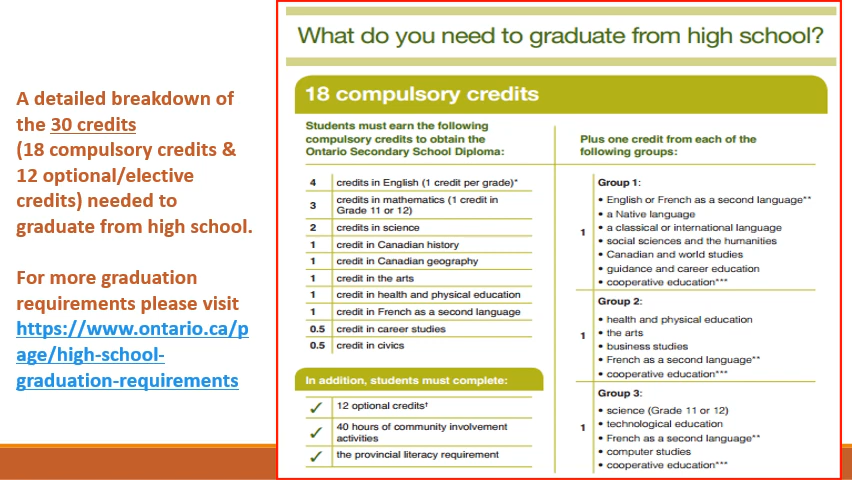 A detailed breakdown of
the 30 credits
(18 compulsory credits &
12 optional/elective
credits) needed to
graduate from high school.
For more graduation
requirements please visit
https://www.ontario.ca/p
age/high-school-
graduation-requirements
What do you need to graduate from high school?
18 compulsory credits
Students must earn the following
compulsory credits to obtain the
Ontario Secondary School Diploma:
4 credits in English (1 credit per grade)*
3 credits in mathematics (1 credit in
Grade 11 or 12)
2 credits in science
1 credit in Canadian history
1 credit in Canadian geography
1 credit in the arts
1 credit in health and physical education
1 credit in French as a second language
0.5 credit in career studies
0.5 credit in civics
In addition, students must complete:
✓ 12 optional credits†
✓ 40 hours of community involvement
activities
✓ the provincial literacy requirement
Plus one credit from each of the
following groups:
Group 1:
1
• English or French as a second language**
• a Native language
• a classical or international language
• social sciences and the humanities
• Canadian and world studies
• guidance and career education
• cooperative education***
Group 2:
1
• health and physical education
• the arts
• business studies
• French as a second language**
• cooperative education***
Group 3:
1
• science (Grade 11 or 12)
• technological education
• French as a second language**
• computer studies
• cooperative education***